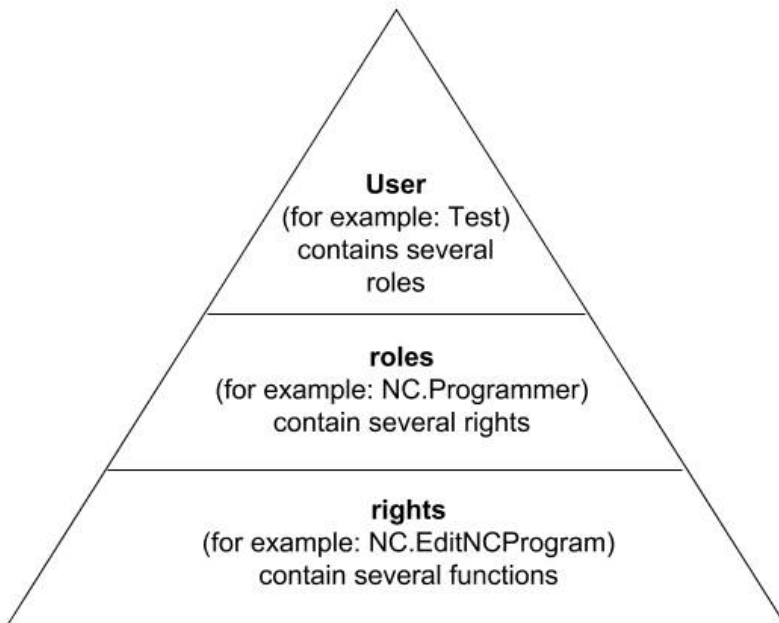 User
(for example: Test)
contains several
roles
roles
(for example: NC.Programmer)
contain several rights
rights
(for example: NC.EditNCProgram)
contain several functions